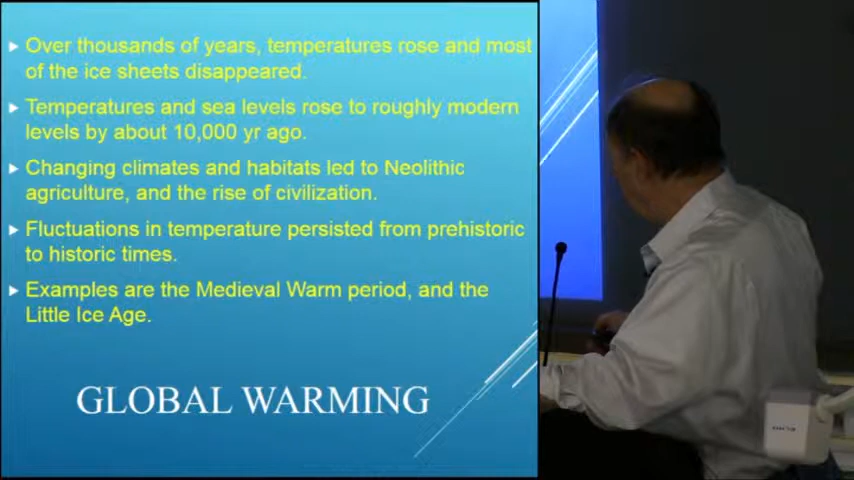 Over thousands of years, temperatures rose and most
of the ice sheets disappeared.
Temperatures and sea levels rose to roughly modern
levels by about 10,000 yr ago.
Changing climates and habitats led to Neolithic
agriculture, and the rise of civilization.
Fluctuations in temperature persisted from prehistoric
to historic times.
Examples are the Medieval Warm period, and the
Little Ice Age.
GLOBAL WARMING